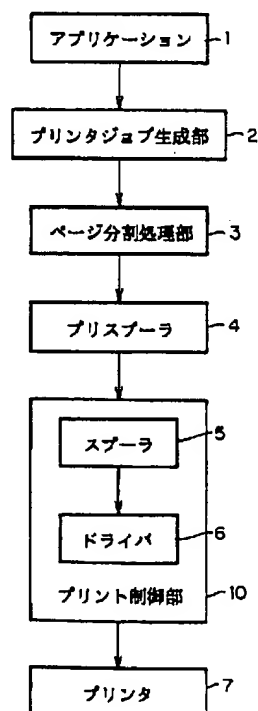 アプリケーション 1
プリンタジョブ生成部 2
ページ分割処理部 3
プリスプーラ 4
スプーラ 5
ドライバ 6
プリント制御部 10
プリンタ 7